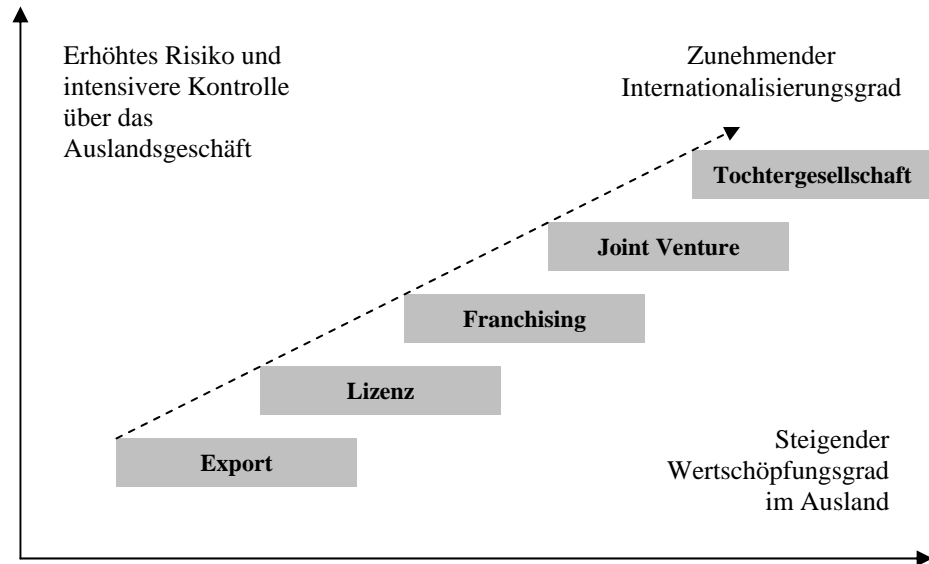 Erhöhtes Risiko und
intensivere Kontrolle
über das
Auslandsgeschäft
Zunehmender
Internationalisierungsgrad
Tochtergesellschaft
Joint Venture
Franchising
Lizenz
Export
Steigender
Wertschöpfungsgrad
im Ausland